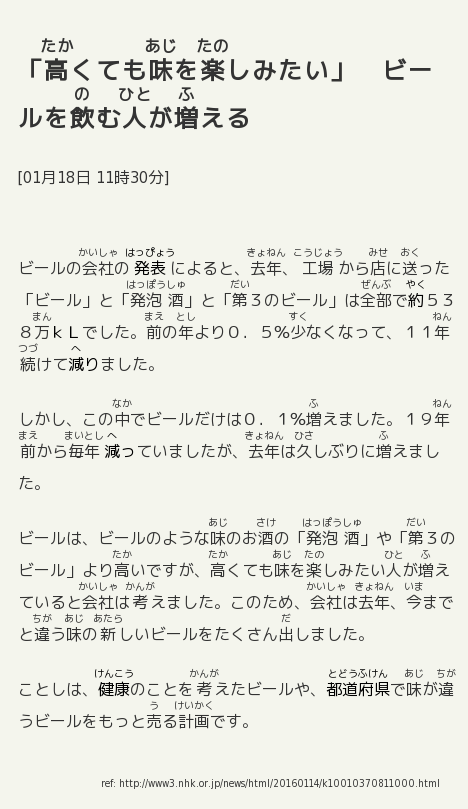 「高くても味を楽しみたい」　ビー
ルを飲む人が増える
[01月18日 11時30分]
ビールの会社の発表によると、去年、工場から店に送った
「ビール」と「発泡酒」と「第３のビール」は全部で約５３
８万ｋＬでした。前の年より０．５％少なくなって、１１年
続けて減りました。
しかし、この中でビールだけは０．１％増えました。１９年
前から毎年減っていましたが、去年は久しぶりに増えまし
た。
ビールは、ビールのような味のお酒の「発泡酒」や「第３の
ビール」より高いですが、高くても味を楽しみたい人が増え
ていると会社は考えました。このため、会社は去年、今まで
と違う味の新しいビールをたくさん出しました。
ことしは、健康のことを考えたビールや、都道府県で味が違
うビールをもっと売る計画です。
ref: http://www3.nhk.or.jp/news/html/20160114/k10010370811000.html